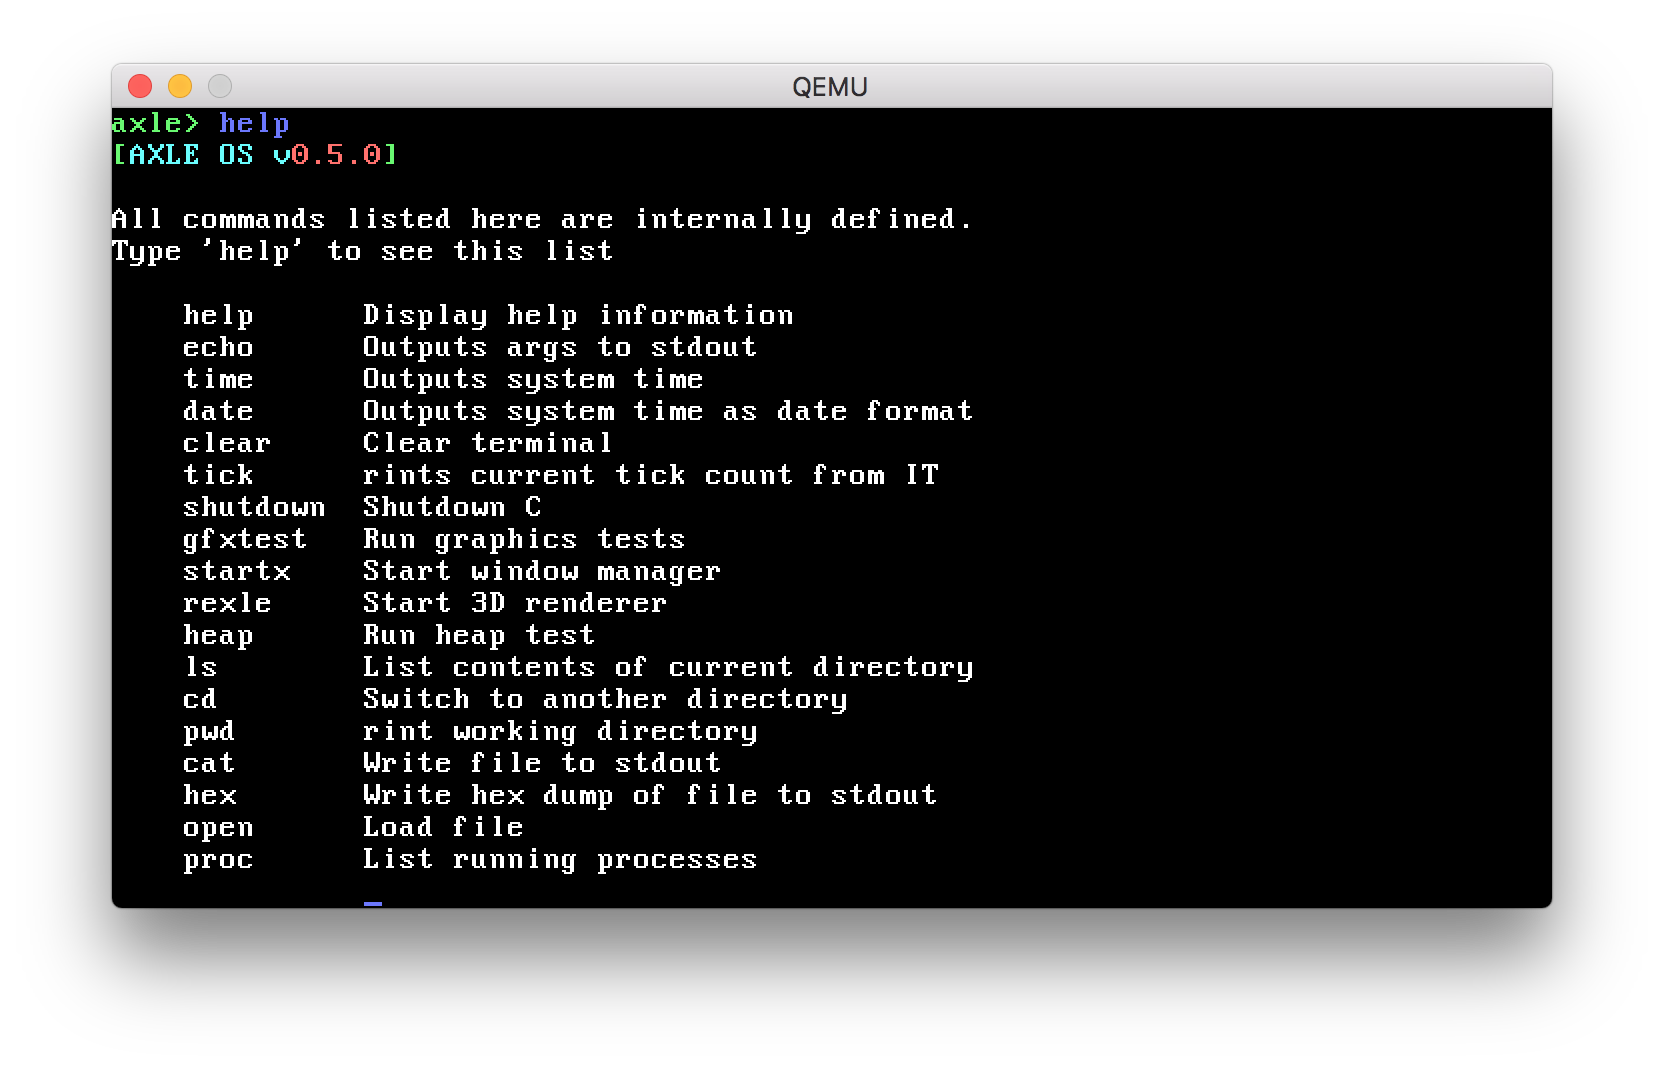 QEMU
axle> help
[AXLE OS v0.5.0]
All commands listed here are internally defined.
Type 'help' to see this list
help Display help information
echo Outputs args to stdout
time Outputs system time
date Outputs system time as date format
clear Clear terminal
tick rints current tick count from IT
shutdown Shutdown C
gfxtest Run graphics tests
startx Start window manager
rexle Start 3D renderer
heap Run heap test
ls List contents of current directory
cd Switch to another directory
pwd rint working directory
cat Write file to stdout
hex Write hex dump of file to stdout
open Load file
proc List running processes